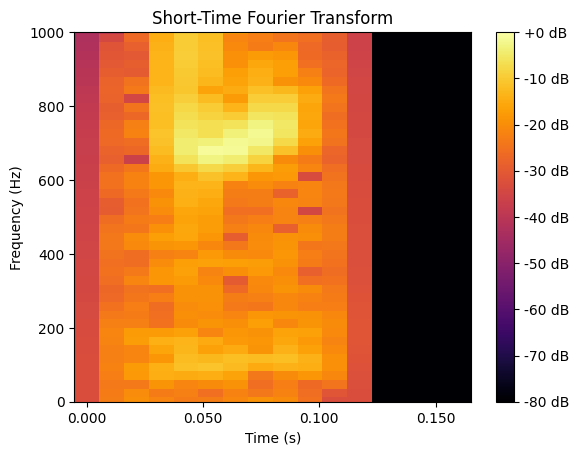 Short-Time Fourier Transform
1000
800
600
400
200
0
Frequency (Hz)
0.000
0.050
0.100
0.150
Time (s)
+0 dB
-10 dB
-20 dB
-30 dB
-40 dB
-50 dB
-60 dB
-70 dB
-80 dB